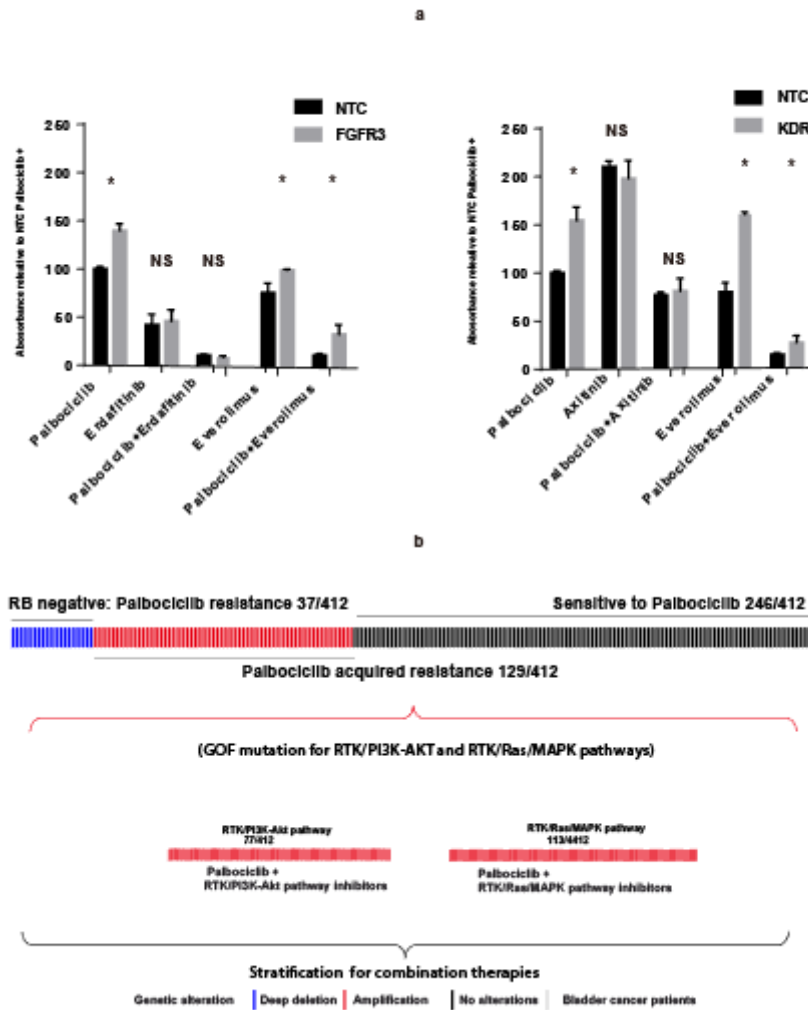 a
NTC
FGFR3
Abosorbance releative to NTC Palbociclib+
250
200
150
100
50
0
*
NS
NS
*
*
Palbociclib
Erdafitinib
Palbociclib+Erdafitinib
Everolimus
Palbociclib+Everolimus
NTC
KDR
Abosorbance releative to NTC Palbociclib+
250
200
150
100
50
0
*
NS
NS
*
*
Palbociclib
Axitinib
Palbociclib+AXitinib
Everolimus
Palbociclib+Everolimus
b
RB negative: Palbociclib resistance 37/412
Sensitive to Palbociclib 246/412
Palbociclib acquired resistance 129/412
(GOF mutation for RTK/PI3K-AKT and RTK/Ras/MAPK pathways)
RTK/PI3K-Akt pathway
77/412
Palbociclib +
RTK/PI3K-Akt pathway inhibitors
RTK/Ras/MAPK pathway
113/4412
Palbociclib +
RTK/Ras/MAPK pathway inhibitors
Stratification for combination therapies
Genetic alteration Deep deletion Amplification No alterations Bladder cancer patients